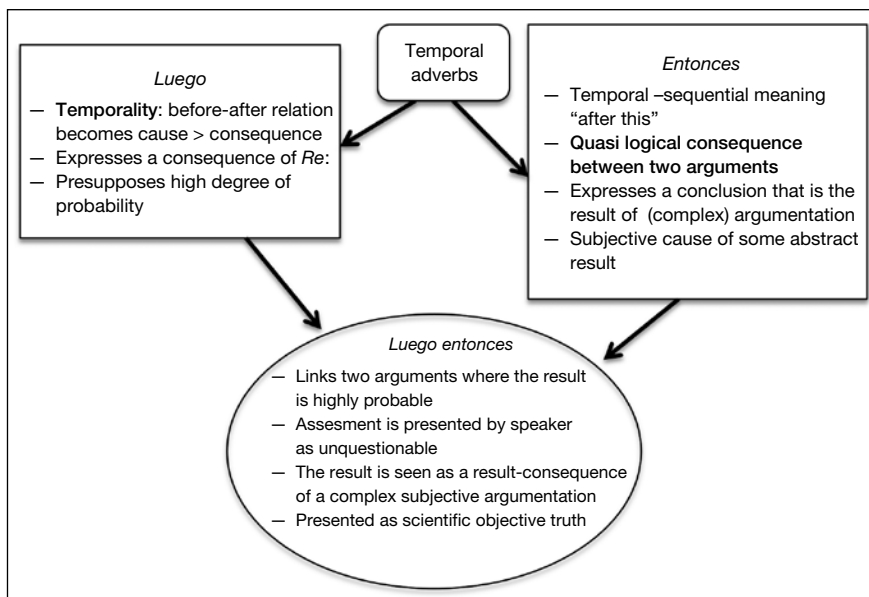 Temporal
adverbs
Luego
— Temporality: before-after relation
becomes cause > consequence
— Expresses a consequence of Re:
— Presupposes high degree of
probability
Entonces
— Temporal –sequential meaning
“after this”
— Quasi logical consequence
between two arguments
— Expresses a conclusion that is the
result of (complex) argumentation
— Subjective cause of some abstract
result
Luego entonces
— Links two arguments where the result
is highly probable
— Assesment is presented by speaker
as unquestionable
— The result is seen as a result-consequence
of a complex subjective argumentation
— Presented as scientific objective truth